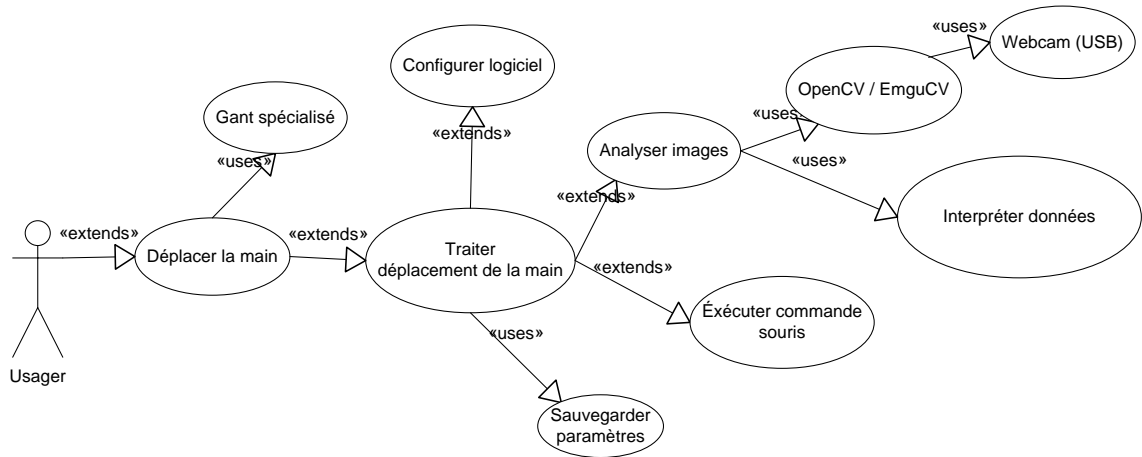 «uses»
Webcam (USB)
Configurer logiciel
OpenCV / EmguCV
Gant spécialisé
«uses»
«extends»
Analyser images
«uses»
«uses»
«extends»
Interpréter données
«extends»
«extends»
Déplacer la main
Traiter
déplacement de la main
«extends»
Éxécuter commande
souris
«uses»
Usager
Sauvegarder
paramètres